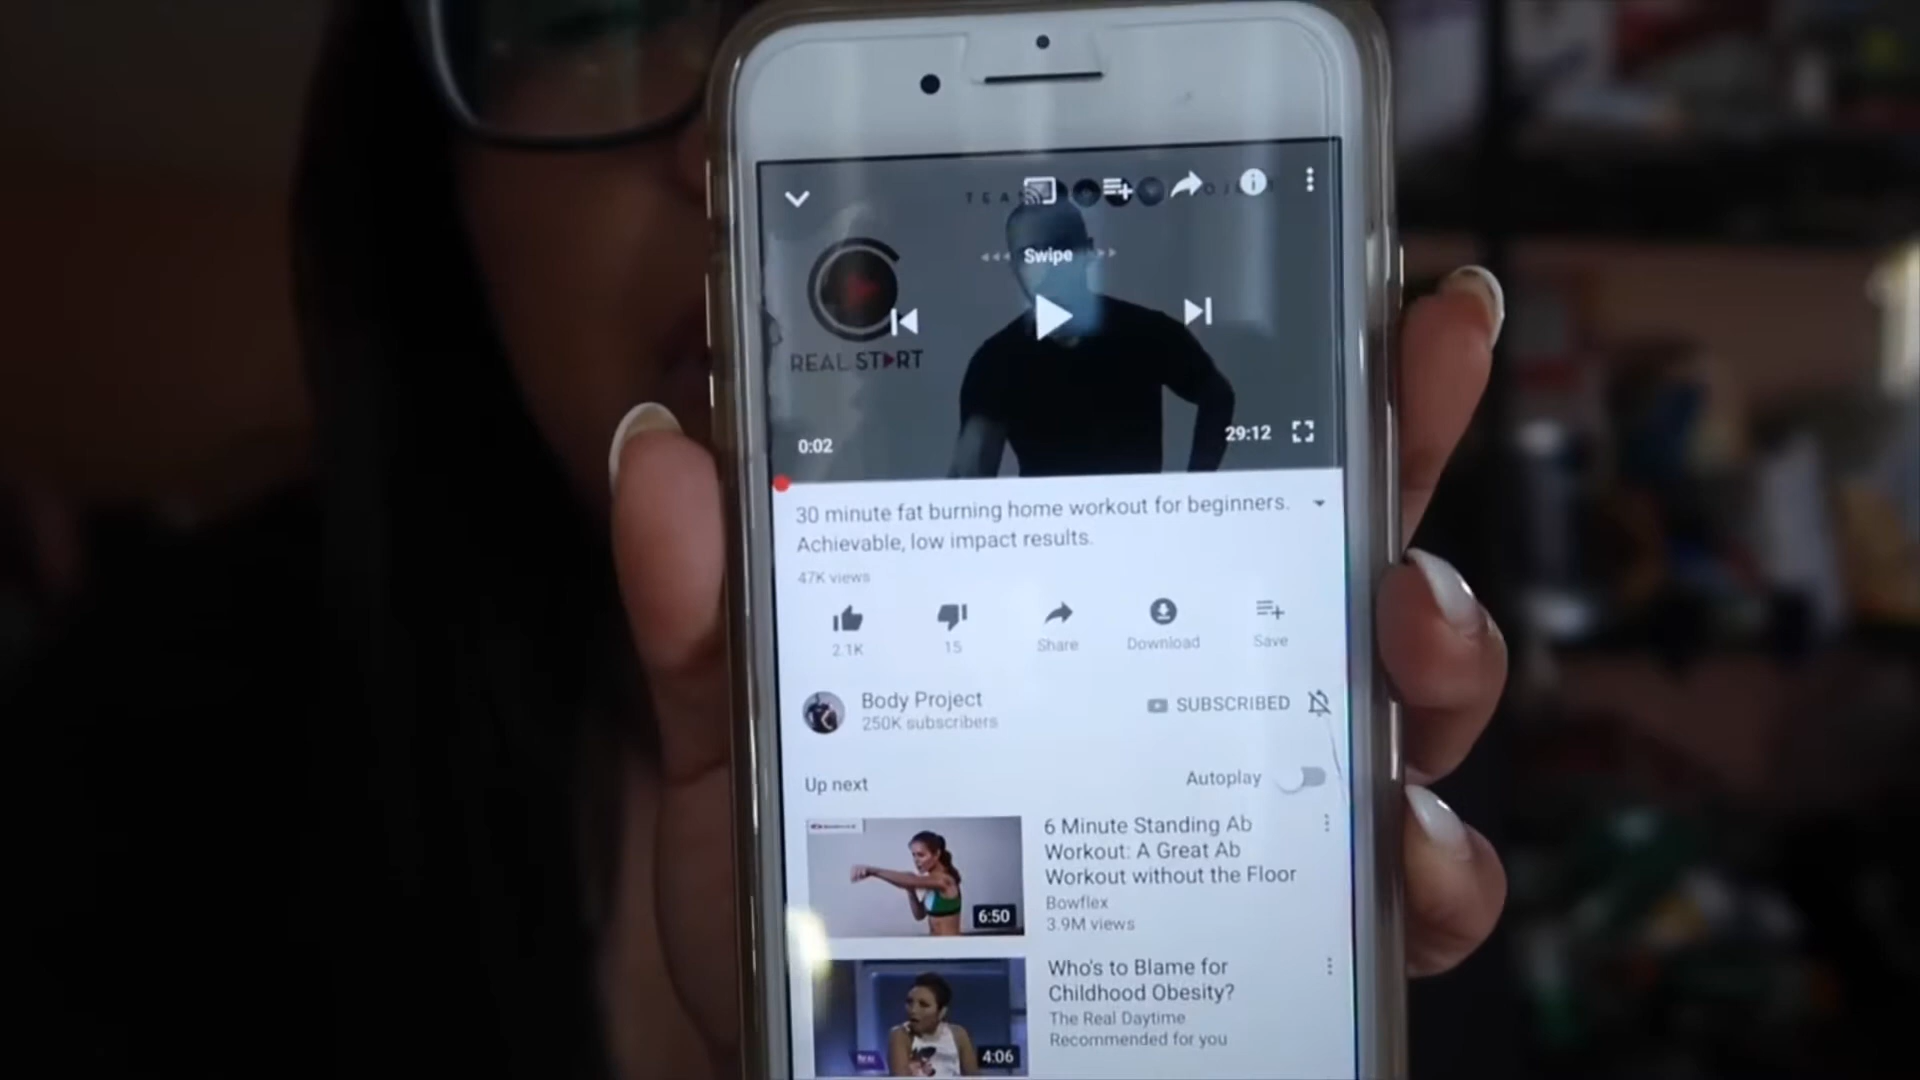 Swipe
REAL START
0:02
29:12
30 minute fat burning home workout for beginners.
Achievable, low impact results.
47K views
2.1K
15
Share
Download
Save
Body Project
250K subscribers
SUBSCRIBED
Up next
Autoplay
6 Minute Standing Ab
Workout: A Great Ab
Workout without the Floor
Bowflex
3.9M views
6:50
Who's to Blame for
Childhood Obesity?
The Real Daytime
Recommended for you
4:06